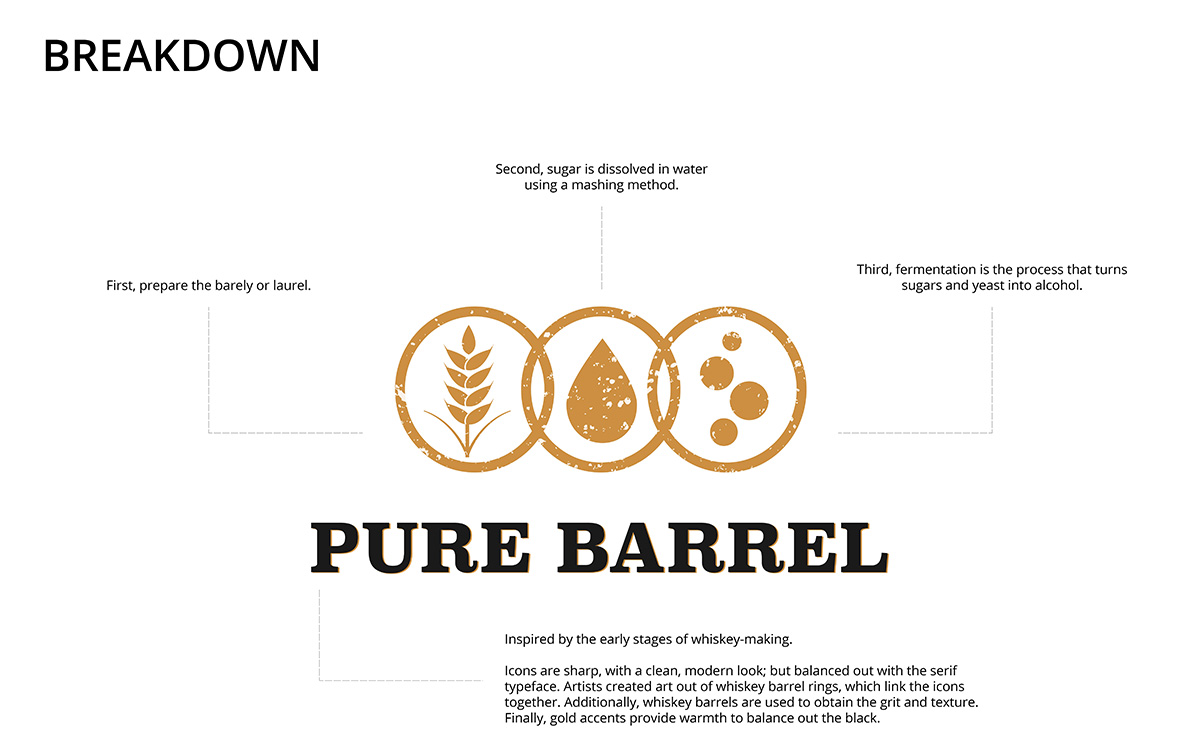 BREAKDOWN
Second, sugar is dissolved in water
using a mashing method.
First, prepare the barely or laurel.
Third, fermentation is the process that turns
sugars and yeast into alcohol.
PURE BARREL
Inspired by the early stages of whiskey-making.
Icons are sharp, with a clean, modern look; but balanced out with the serif
typeface. Artists created art out of whiskey barrel rings, which link the icons
together. Additionally, whiskey barrels are used to obtain the grit and texture.
Finally, gold accents provide warmth to balance out the black.